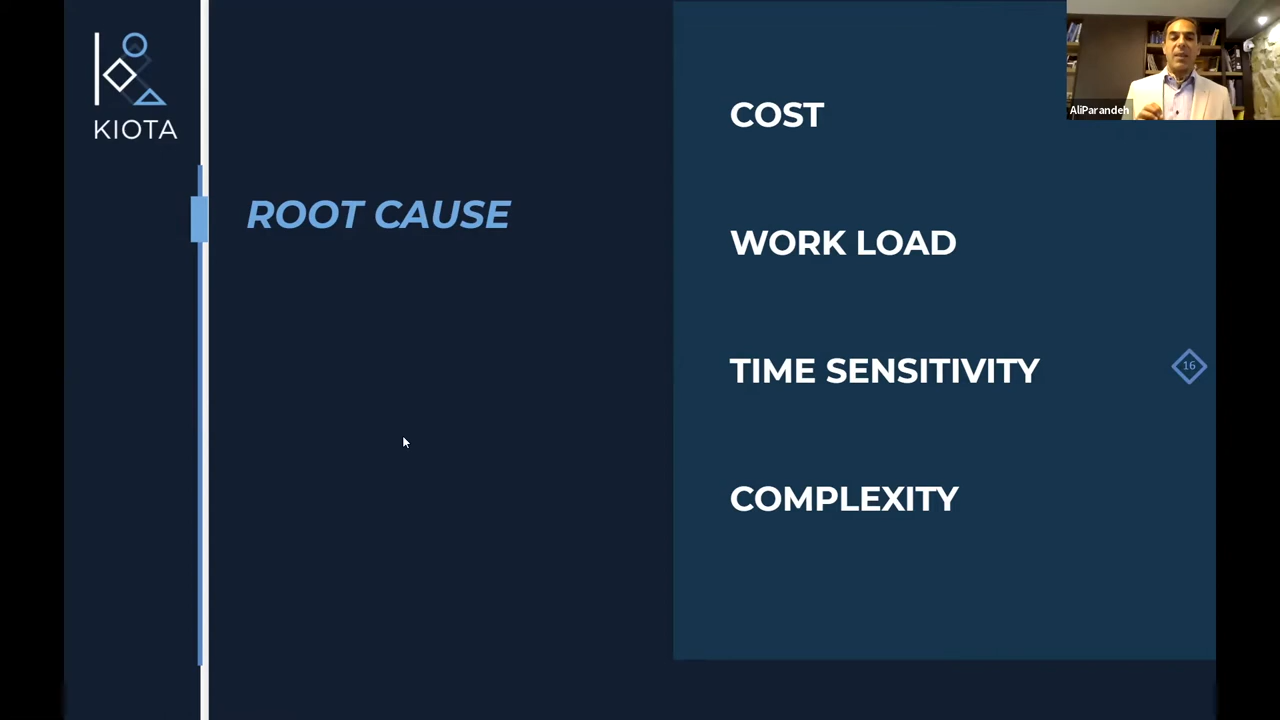 KIOTA
ROOT CAUSE
COST
WORK LOAD
TIME SENSITIVITY
COMPLEXITY
16
AliParandeh